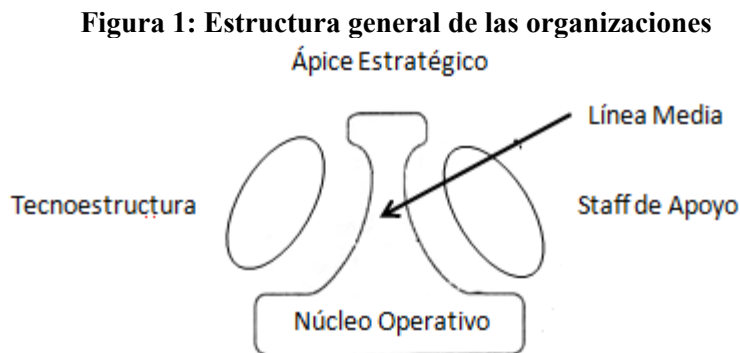 Figura 1: Estructura general de las organizaciones
Ápice Estratégico
Línea Media
Tecnoestructura
Staff de Apoyo
Núcleo Operativo